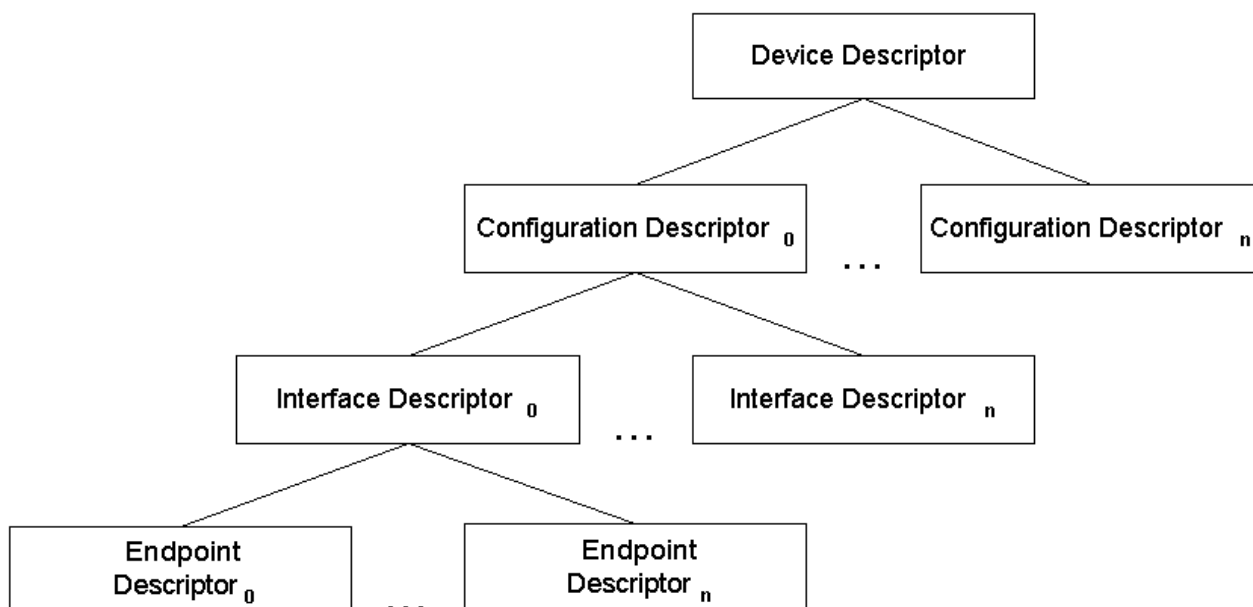 Device Descriptor
Configuration Descriptor 0
...
Configuration Descriptor n
Interface Descriptor 0
...
Interface Descriptor n
Endpoint
Descriptor 0
...
Endpoint
Descriptor n